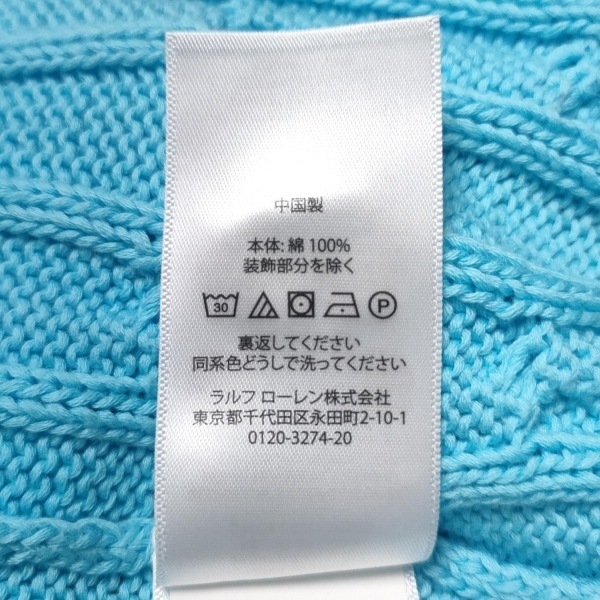 中国製
本体: 綿 100%
装飾部分を除く
30 P
裏返してください
同系色どうしで洗ってください
ラルフ ローレン株式会社
東京都千代田区永田町2-10-1
0120-3274-20